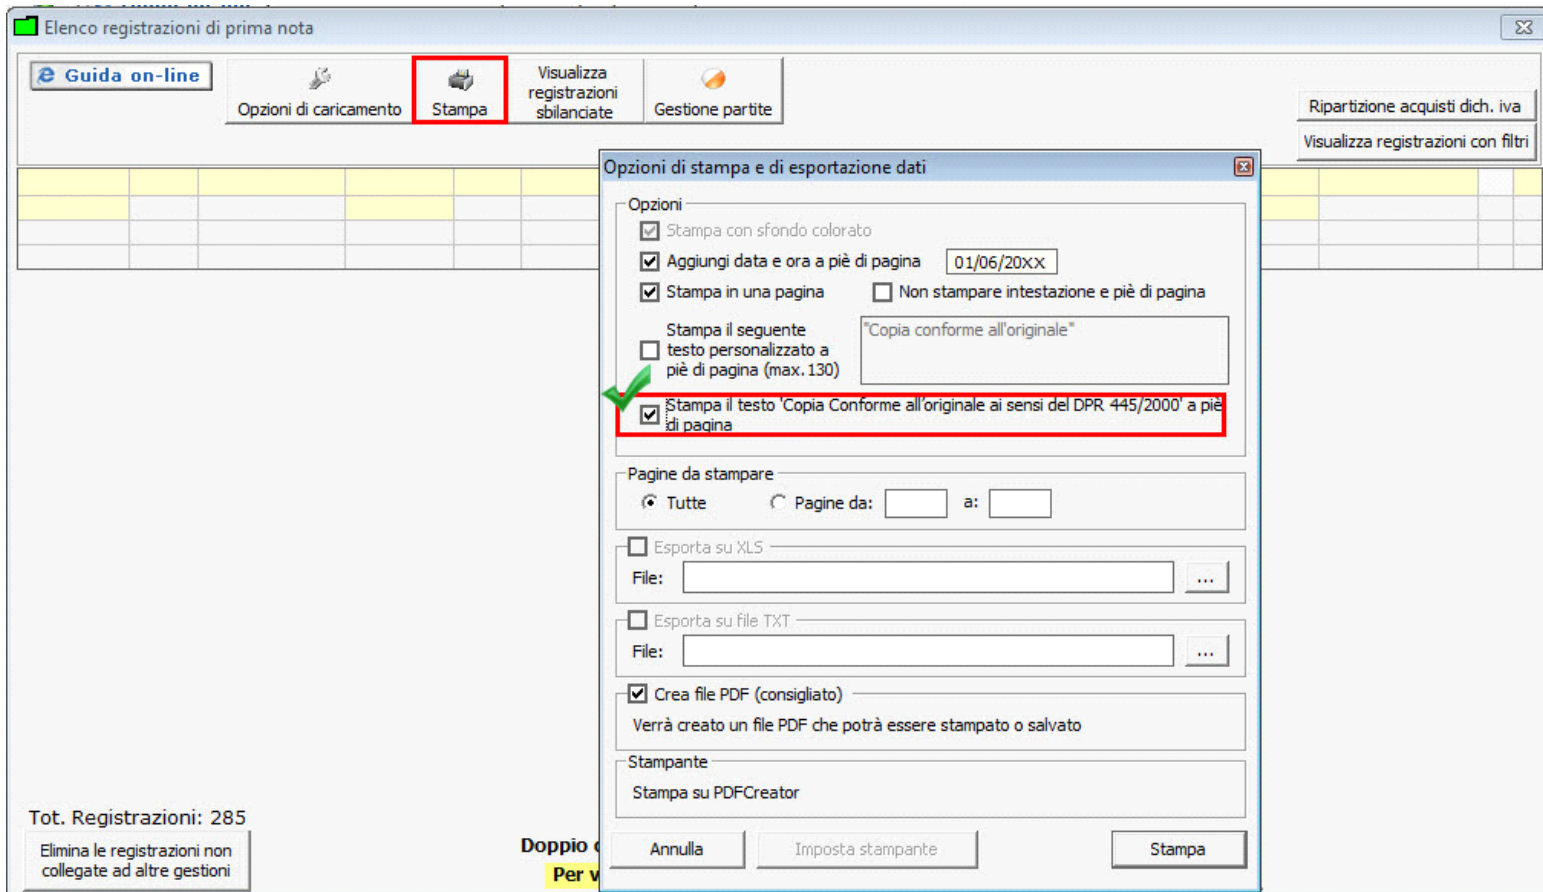 Elenco registrazioni di prima nota
Guida on-line
Opzioni di caricamento
Stampa
Visualizza
registrazioni
sbilanciate
Gestione partite
Ripartizione acquisti dich. iva
Visualizza registrazioni con filtri
Opzioni di stampa e di esportazione dati
Opzioni
Stampa con sfondo colorato
Aggiungi data e ora a piè di pagina 01/06/20XX
Stampa in una pagina Non stampare intestazione e piè di pagina
Stampa il seguente
testo personalizzato a
piè di pagina (max.130)
"Copia conforme all'originale"
Stampa il testo 'Copia Conforme all'originale ai sensi del DPR 445/2000' a piè
di pagina
Pagine da stampare
Tutte Pagine da: a:
Esporta su XLS
File: ...
Esporta su file TXT
File: ...
Crea file PDF (consigliato)
Verrà creato un file PDF che potrà essere stampato o salvato
Stampante
Stampa su PDFCreator
Annulla Imposta stampante Stampa
Tot. Registrazioni: 285
Elimina le registrazioni non
collegate ad altre gestioni
Doppio
Per v